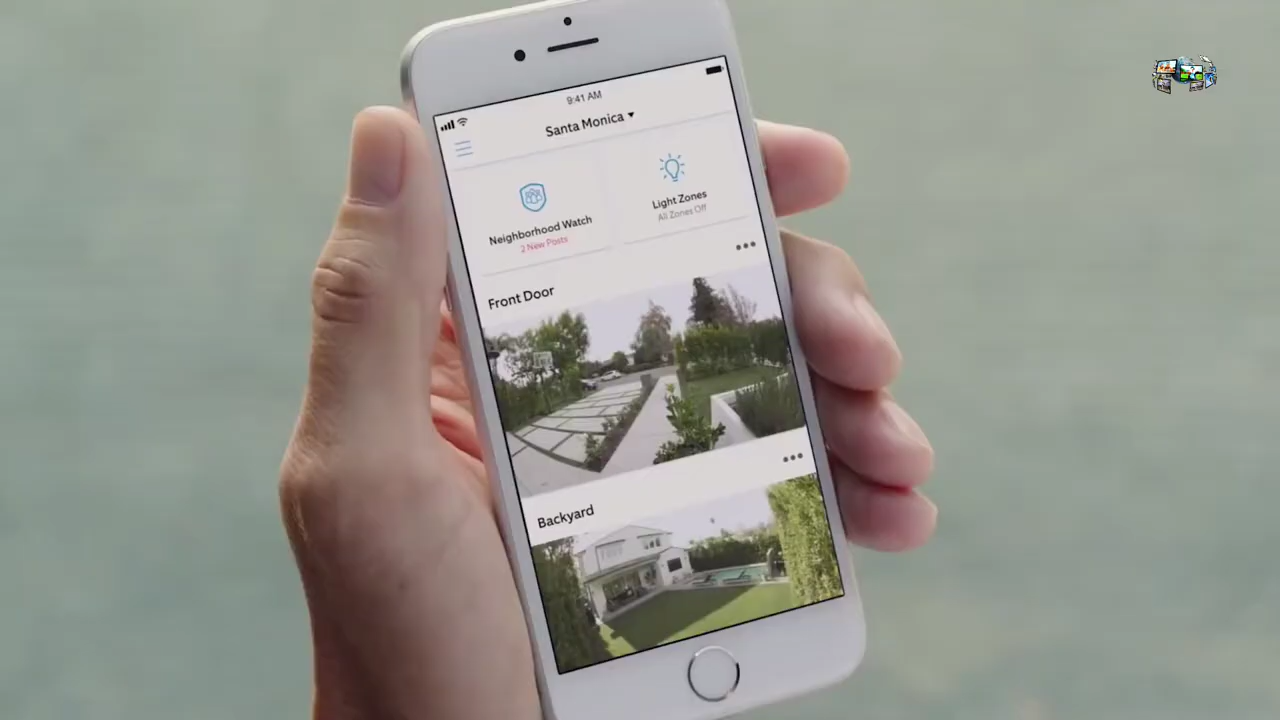 9:41 AM
Santa Monica
Neighborhood Watch
2 New Posts
Light Zones
All Zones Off
Front Door
Backyard